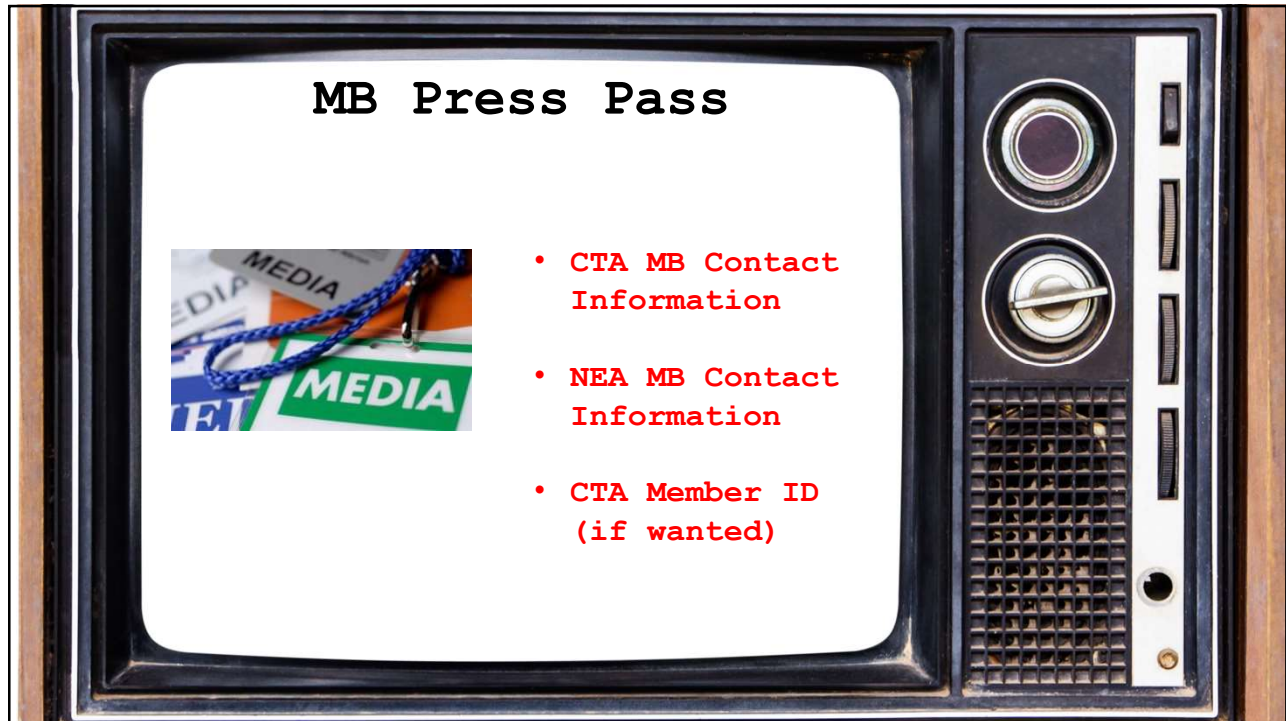 MB Press Pass
MEDIA
MEDIA
• CTA MB Contact
Information
• NEA MB Contact
Information
• CTA Member ID
(if wanted)